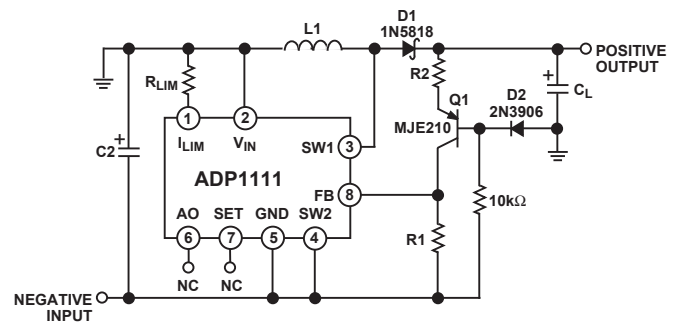 D1
1N5818
L1
POSITIVE
OUTPUT
RLIM
R2
D2
2N3906
+
CL
Q1
MJE210
1
2
ILIM
VIN
SW1
3
+
C2
ADP1111
FB
8
10kΩ
AO
SET
GND
SW2
R1
6
7
5
4
NC
NC
NEGATIVE
INPUT